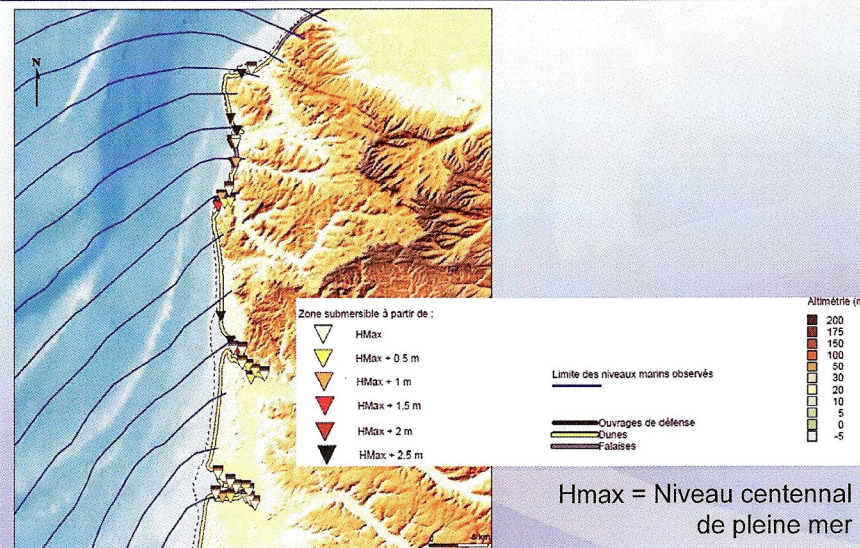 N
Zone submersible à partir de :
HMax
HMax + 0.5 m
HMax + 1 m
HMax + 1.5 m
HMax + 2 m
HMax + 2.5 m
Limite des niveaux marins observés
Ouvrages de défense
Dunes
Falaises
Altimétrie (m
200
175
150
100
50
30
20
10
5
0
-5
Hmax = Niveau centennal
de pleine mer